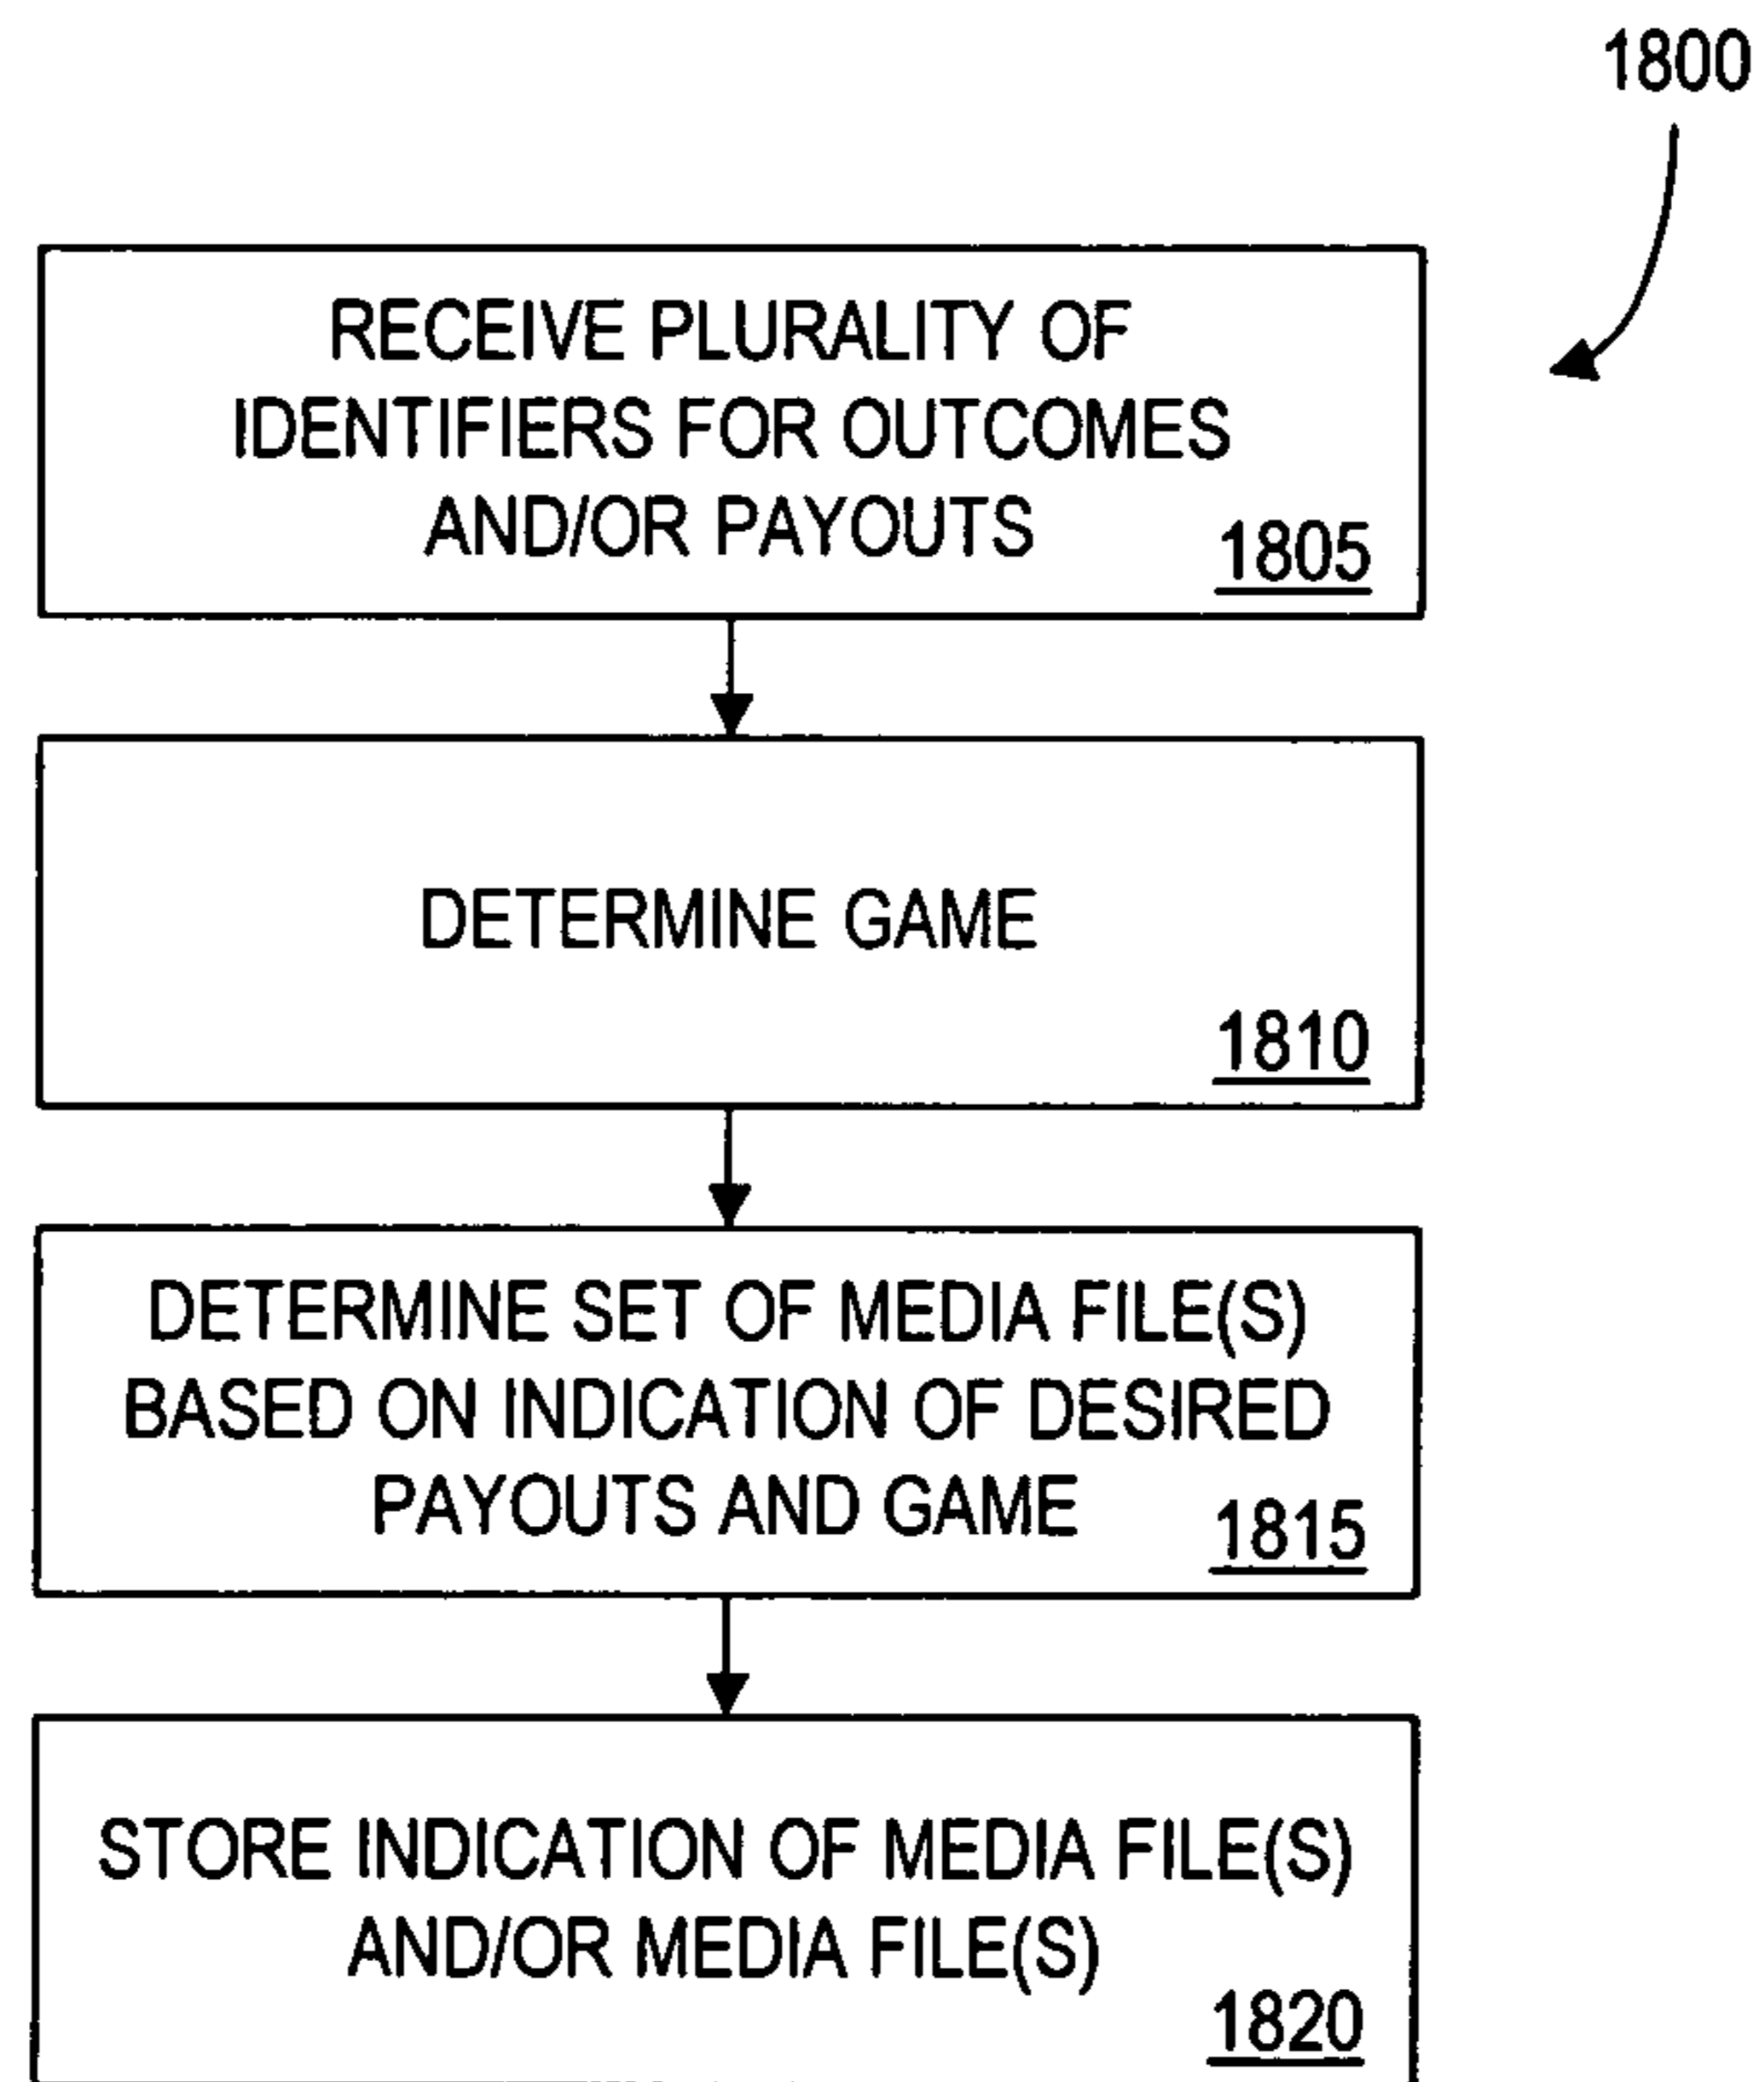 1800
RECEIVE PLURALITY OF
IDENTIFIERS FOR OUTCOMES
AND/OR PAYOUTS
1805
DETERMINE GAME
1810
DETERMINE SET OF MEDIA FILE(S)
BASED ON INDICATION OF DESIRED
PAYOUTS AND GAME
1815
STORE INDICATION OF MEDIA FILE(S)
AND/OR MEDIA FILE(S)
1820